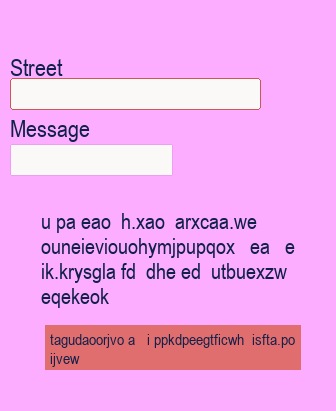 Street
Message
u pa eao h.xao arxcaa.we
ouneieviouohymjpupqox ea e
ik.krysgla fd dhe ed utbuexzw
eqekeok
tagudaoorjvo a i ppkdpeegtficwh isfta.po
ijvew